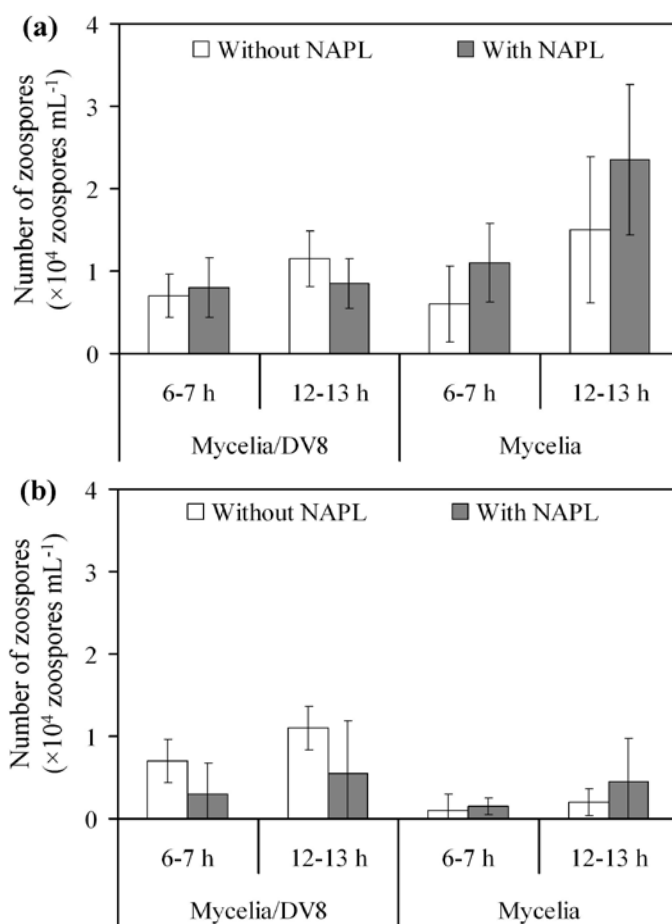 (a)
Number of zoospores
(×10⁴ zoospores mL⁻¹)
4
3
2
1
0
Without NAPL
With NAPL
6-7 h
12-13 h
6-7 h
12-13 h
Mycelia/DV8
Mycelia
(b)
Number of zoospores
(×10⁴ zoospores mL⁻¹)
4
3
2
1
0
Without NAPL
With NAPL
6-7 h
12-13 h
6-7 h
12-13 h
Mycelia/DV8
Mycelia